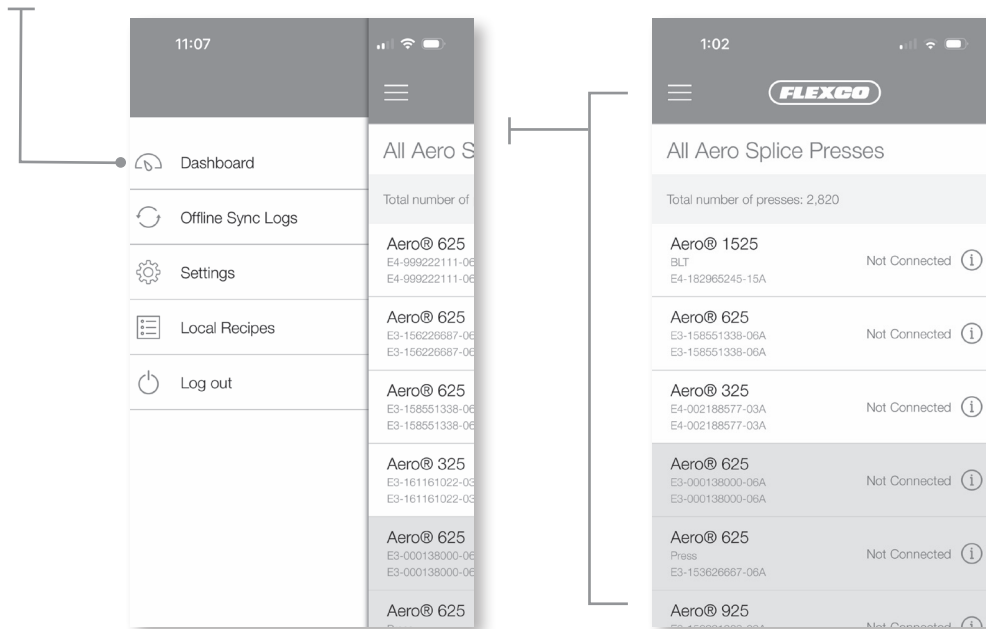 11:07
Dashboard
Offline Sync Logs
Settings
Local Recipes
Log out
All Aero S
Total number of
Aero® 625
E4-999222111-06
E4-999222111-06
Aero® 625
E3-156226687-06
E3-156226687-06
Aero® 625
E3-158551338-06
E3-158551338-06
Aero® 325
E3-161161022-03
E3-161161022-03
Aero® 625
E3-000138000-06
E3-000138000-06
Aero® 625
1:02
FLEXCO
All Aero Splice Presses
Total number of presses: 2,820
Aero® 1525
BLT
Not Connected
E4-182965245-15A
Aero® 625
E3-158551338-06A
Not Connected
E3-158551338-06A
Aero® 325
E4-002188577-03A
Not Connected
E4-002188577-03A
Aero® 625
E3-000138000-06A
Not Connected
E3-000138000-06A
Aero® 625
Press
Not Connected
E3-153626667-06A
Aero® 925
Not Connected